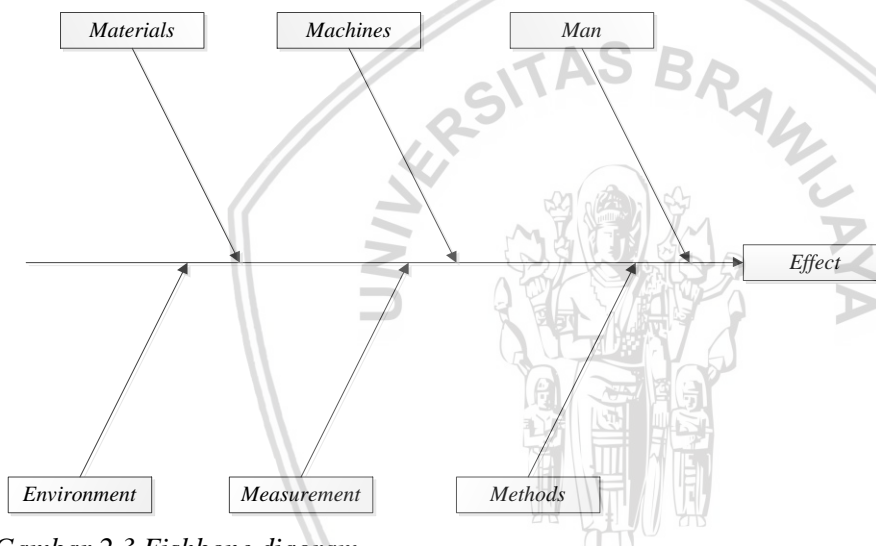 Materials
Machines
Man
UNIVERSITAS BRAWIJAYA
Effect
Environment
Measurement
Methods
Gambar 2.3 Fishbone diagram